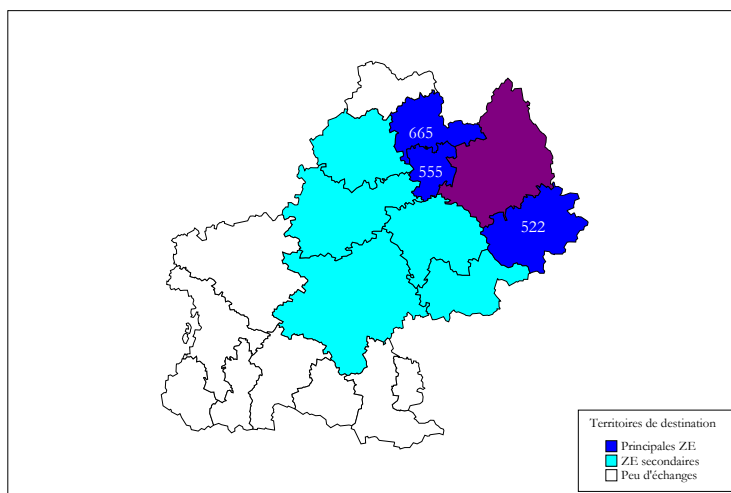 665
555
522
Territoires de destination
Principales ZE
ZE secondaires
Peu d'échanges